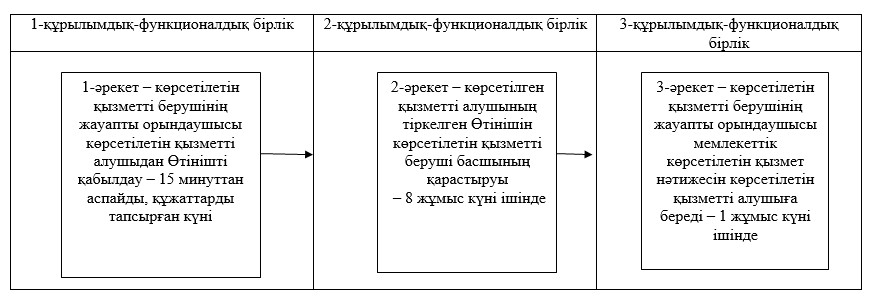 1-құрылымдық-функционалдық бірлік
2-құрылымдық-функционалдық бірлік
3-құрылымдық-функционалдық
бірлік
1-әрекет – көрсетілетін
қызметті берушінің
жауапты орындаушысы
көрсетілетін қызметті
алушыдан Өтінішті
қабылдау – 15 минуттан
аспайды, құжаттарды
тапсырған күні
2-әрекет – көрсетілген
қызметті алушының
тіркелген Өтінішін
көрсетілетін қызметті
беруші басшының
қарастыруы
– 8 жұмыс күні ішінде
3-әрекет – көрсетілетін
қызметті берушінің
жауапты орындаушысы
мемлекеттік
көрсетілетін қызмет
нәтижесін көрсетілетін
қызметті алушыға
береді – 1 жұмыс күні
ішінде